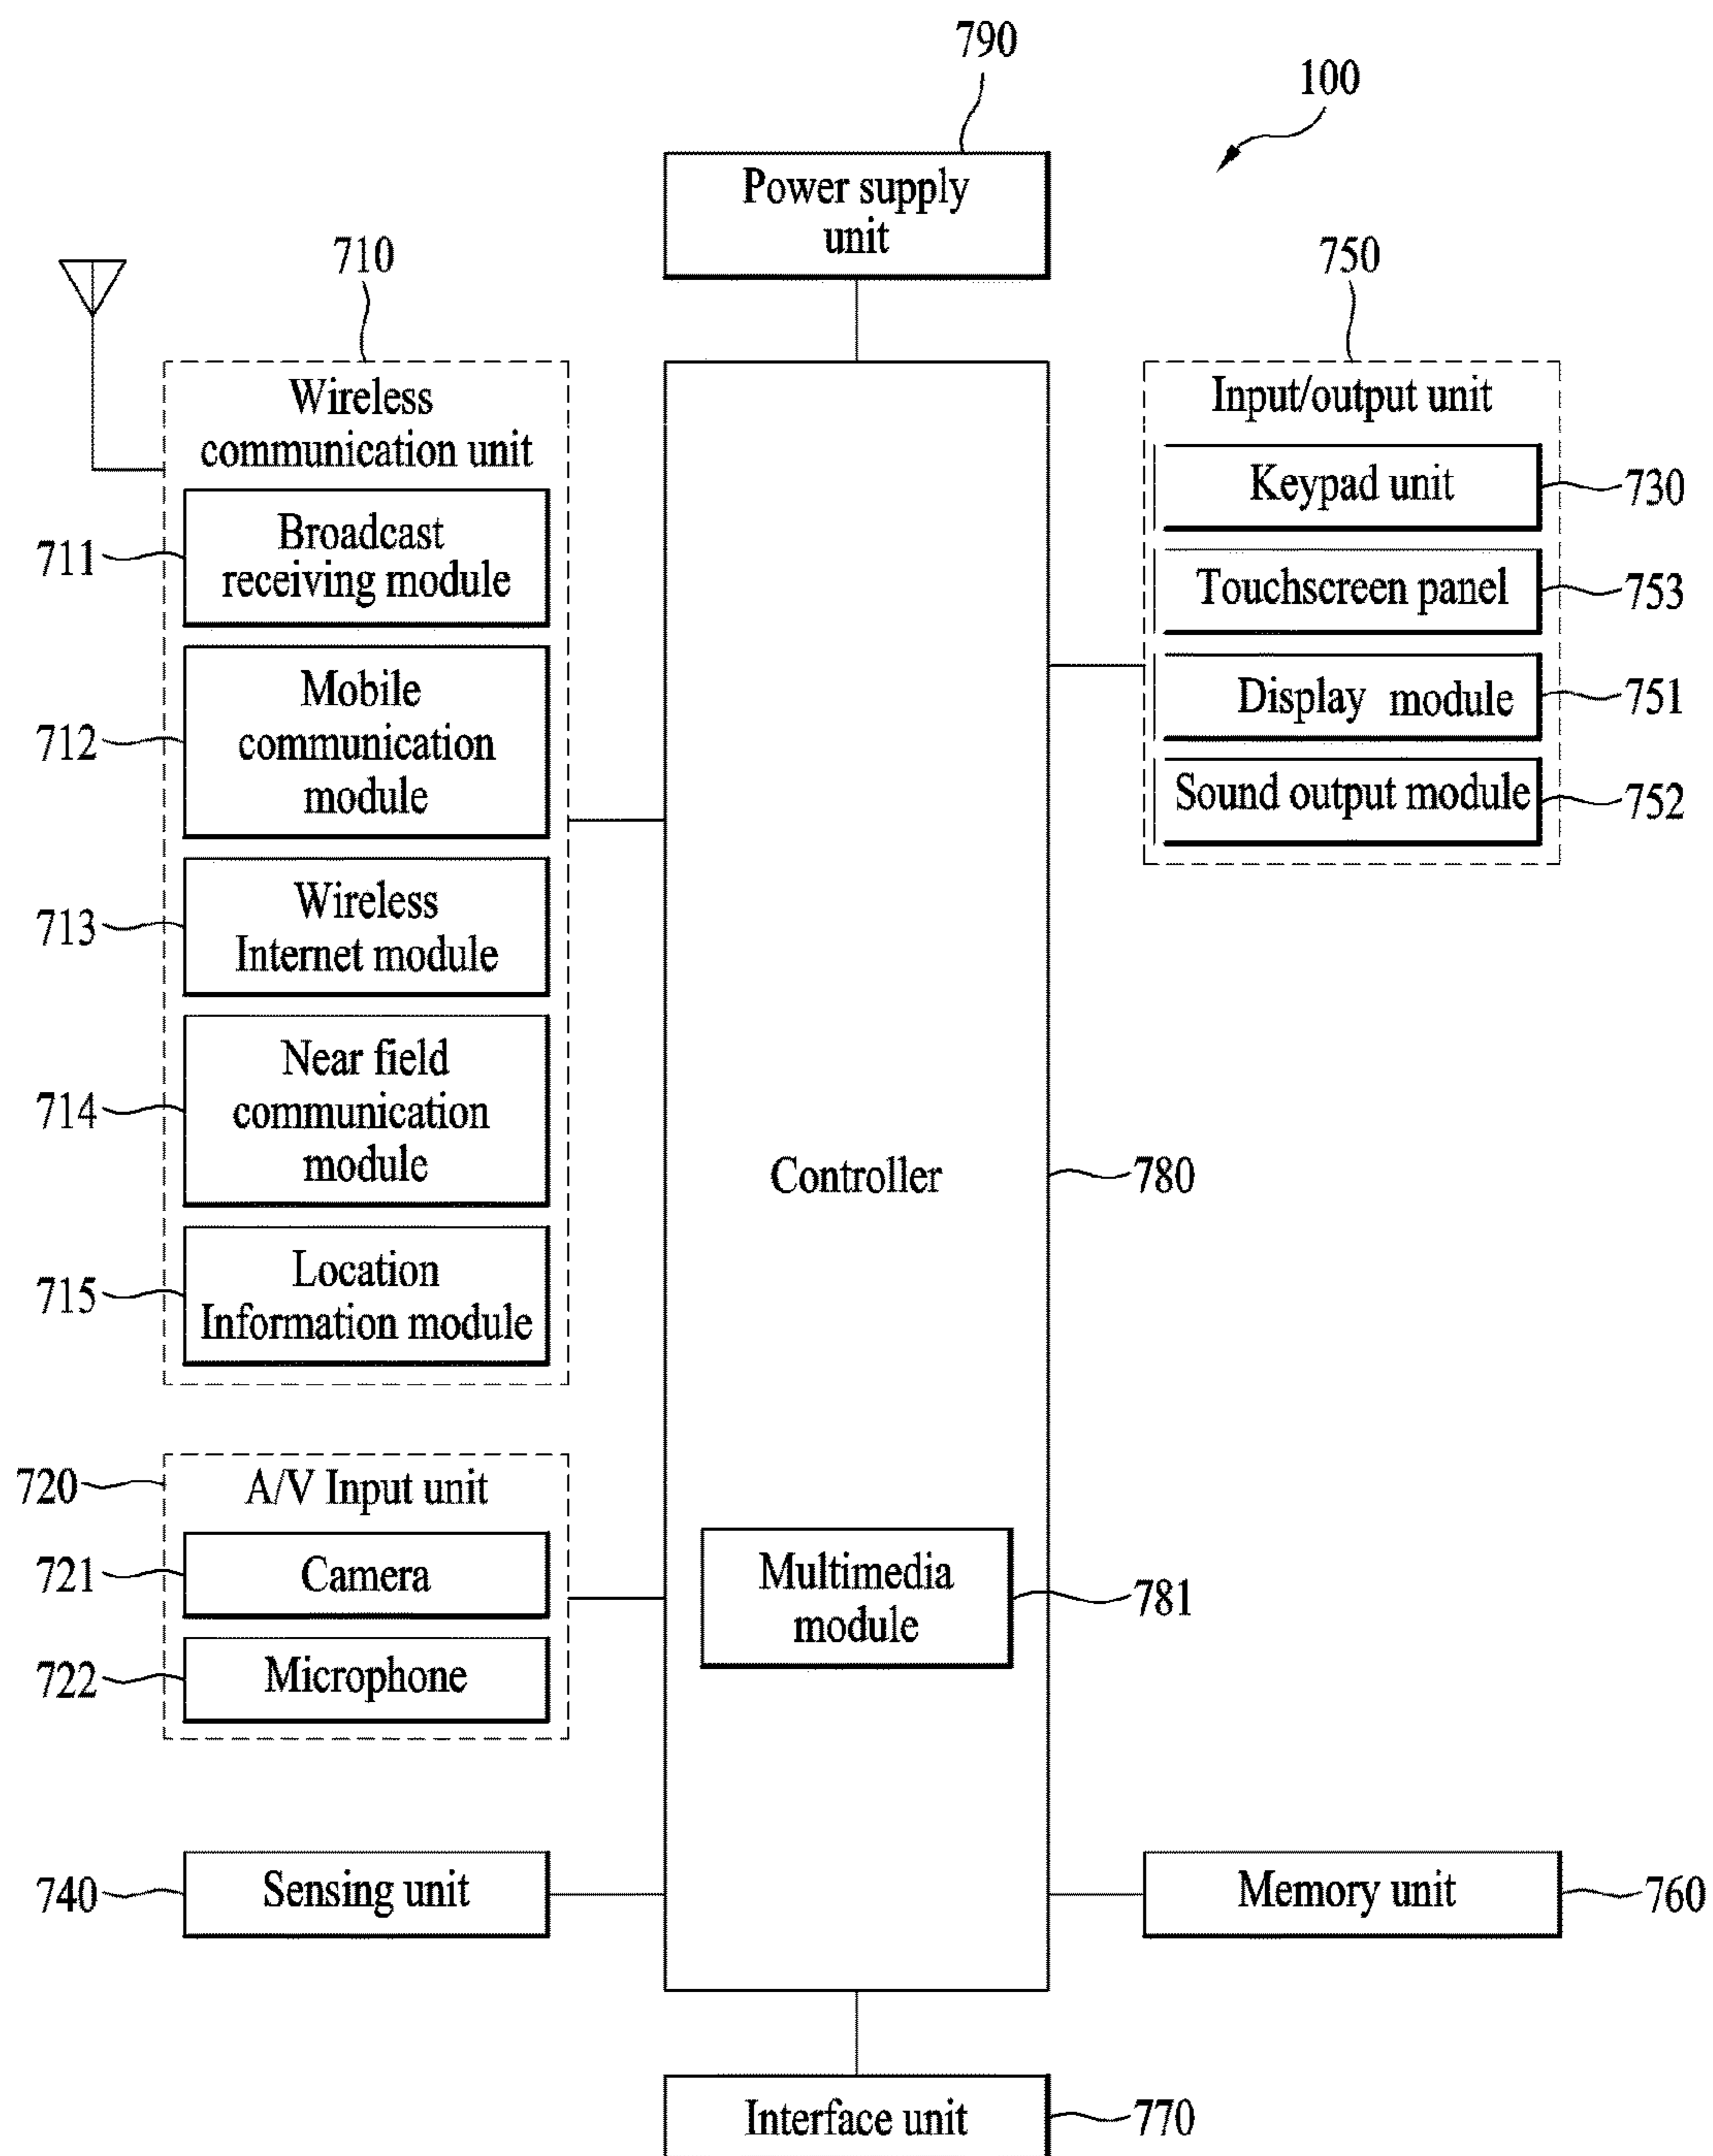 790
100
Power supply
unit
710
750
Wireless
communication unit
Input/output unit
711
Broadcast
receiving module
712
Mobile
communication
module
713
Wireless
Internet module
714
Near field
communication
module
715
Location
Information module
Keypad unit
730
Touchscreen panel
753
Display module
751
Sound output module
752
Controller
780
720
A/V Input unit
721
Camera
722
Microphone
Multimedia
module
781
740
Sensing unit
Memory unit
760
Interface unit
770